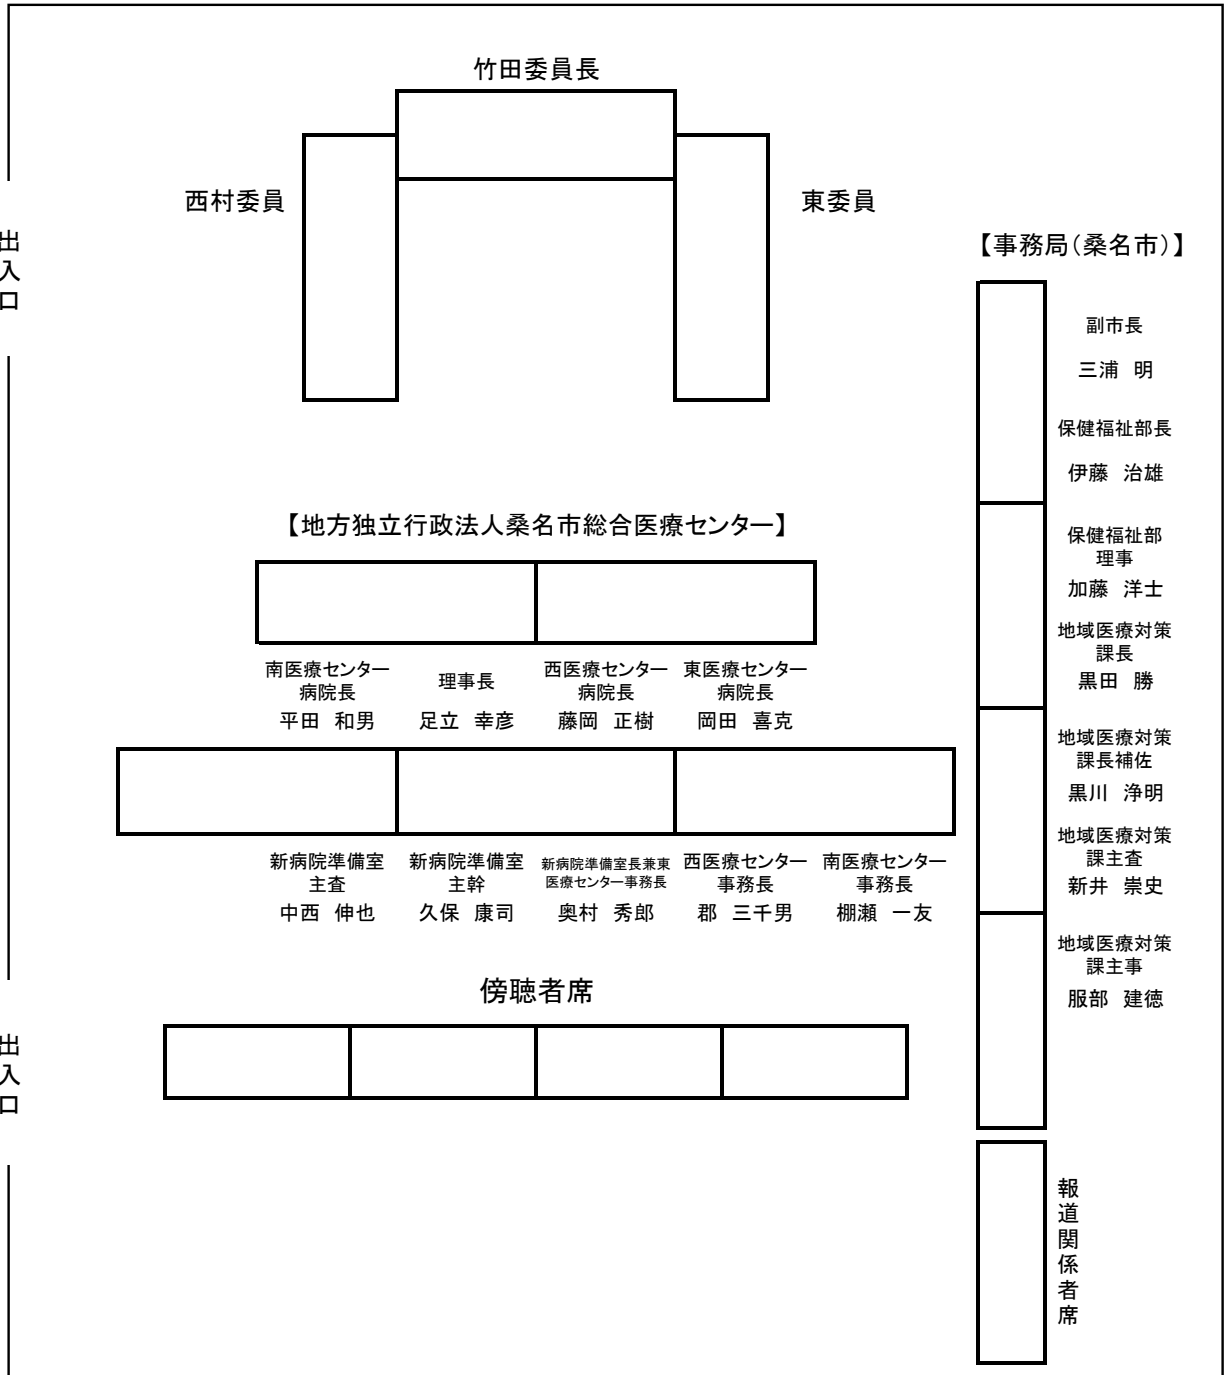 竹田委員長
西村委員
東委員
出入口
【事務局(桑名市)】
副市長
三浦　明
保健福祉部長
伊藤　治雄
保健福祉部
理事
加藤　洋士
地域医療対策
課長
黒田　勝
地域医療対策
課長補佐
黒川　浄明
地域医療対策
課主査
新井　崇史
地域医療対策
課主事
服部　建徳
【地方独立行政法人桑名市総合医療センター】
南医療センター
病院長
平田　和男
理事長
足立　幸彦
西医療センター
病院長
藤岡　正樹
東医療センター
病院長
岡田　喜克
新病院準備室
主査
中西　伸也
新病院準備室
主幹
久保　康司
新病院準備室長兼東
医療センター事務長
奥村　秀郎
西医療センター
事務長
郡　三千男
南医療センター
事務長
棚瀬　一友
傍聴者席
出入口
報道関係者席